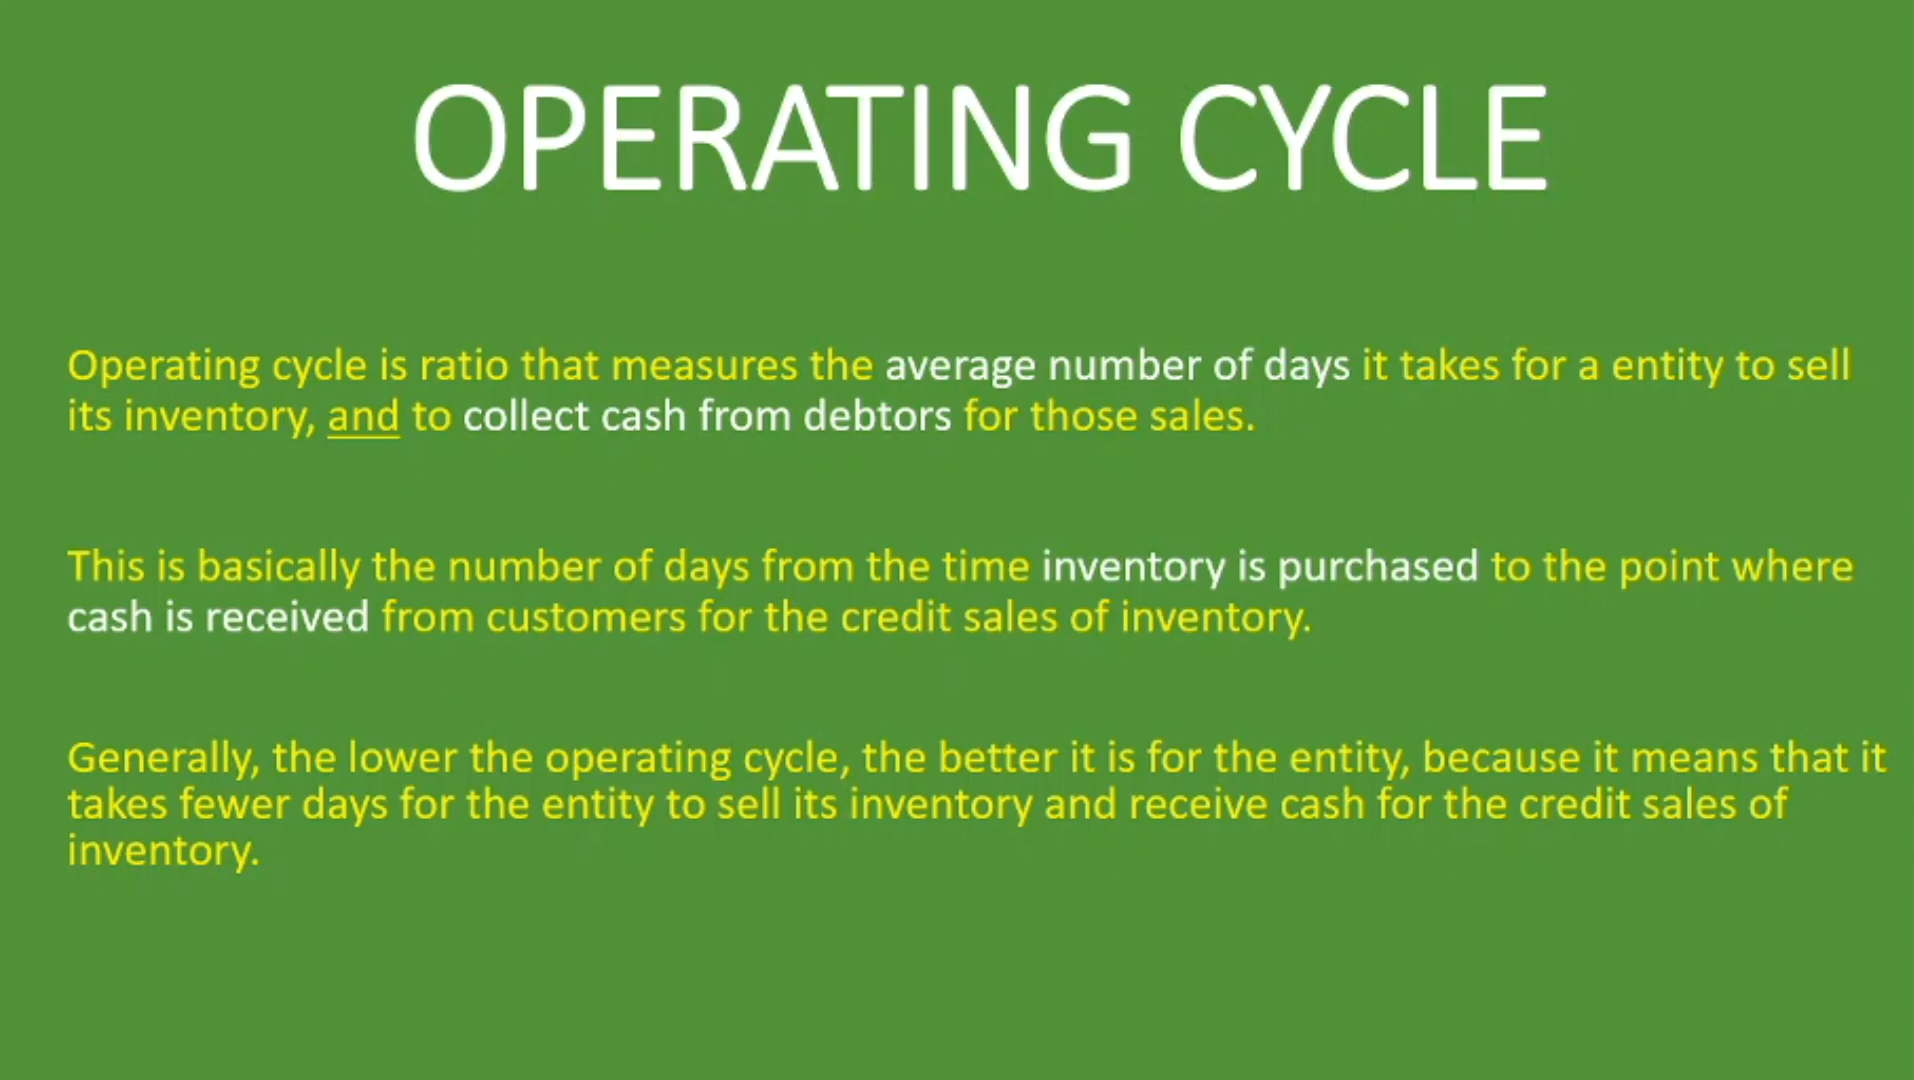 OPERATING CYCLE
Operating cycle is ratio that measures the average number of days it takes for a entity to sell
its inventory, and to collect cash from debtors for those sales.
This is basically the number of days from the time inventory is purchased to the point where
cash is received from customers for the credit sales of inventory.
Generally, the lower the operating cycle, the better it is for the entity, because it means that it
takes fewer days for the entity to sell its inventory and receive cash for the credit sales of
inventory.